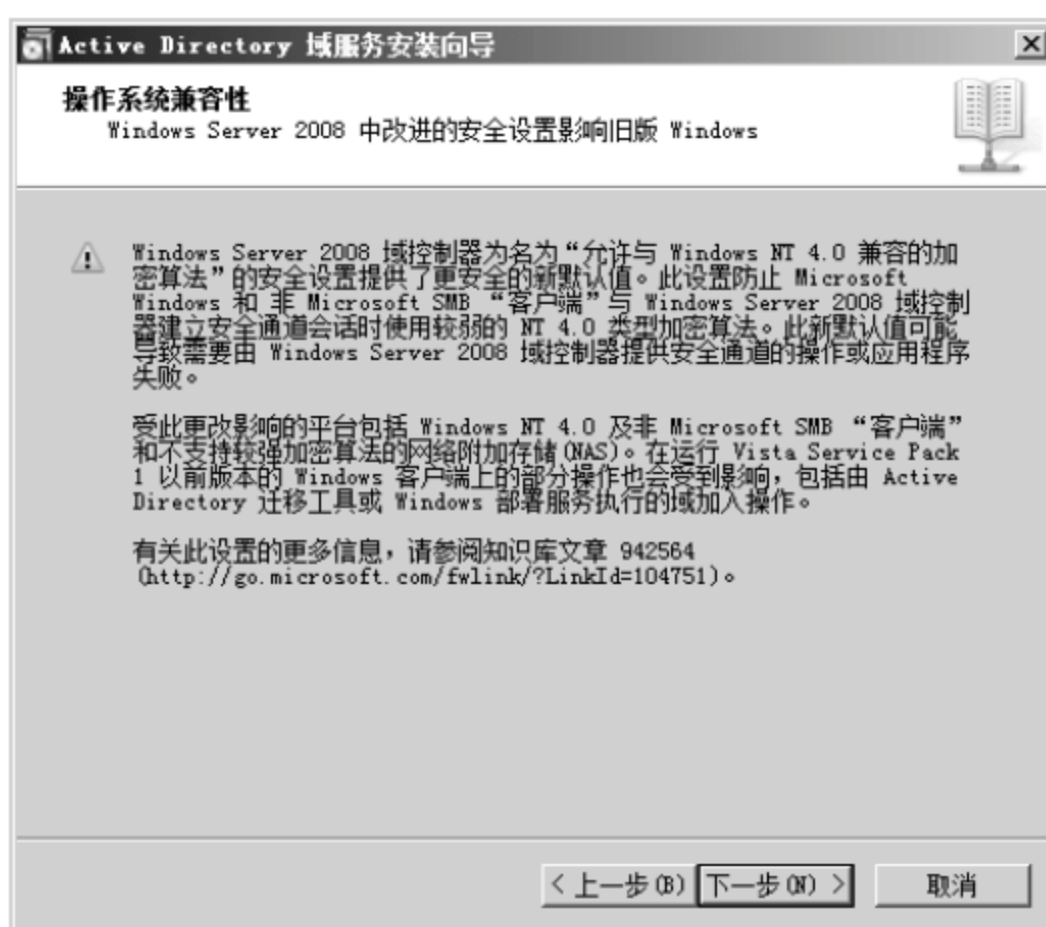 Active Directory 域服务安装向导
操作系统兼容性
Windows Server 2008 中改进的安全设置影响旧版 Windows
Windows Server 2008 域控制器为名为“允许与 Windows NT 4.0 兼容的加
密算法”的安全设置提供了更安全的新默认值。此设置防止 Microsoft
Windows 和 非 Microsoft SMB “客户端”与 Windows Server 2008 域控制
器建立安全通道会话时使用较弱的 NT 4.0 类型加密算法。此新默认值可能
导致需要由 Windows Server 2008 域控制器提供安全通道的操作或应用程序
失败。
受此更改影响的平台包括 Windows NT 4.0 及非 Microsoft SMB “客户端”
和不支持较强加密算法的网络附加存储(NAS)。在运行 Vista Service Pack
1 以前版本的 Windows 客户端上的部分操作也会受到影响，包括由 Active
Directory 迁移工具或 Windows 部署服务执行的域加入操作。
有关此设置的更多信息，请参阅知识库文章 942564
(http://go.microsoft.com/fwlink/?LinkId=104751)。
< 上一步(B) 下一步(N) > 取消